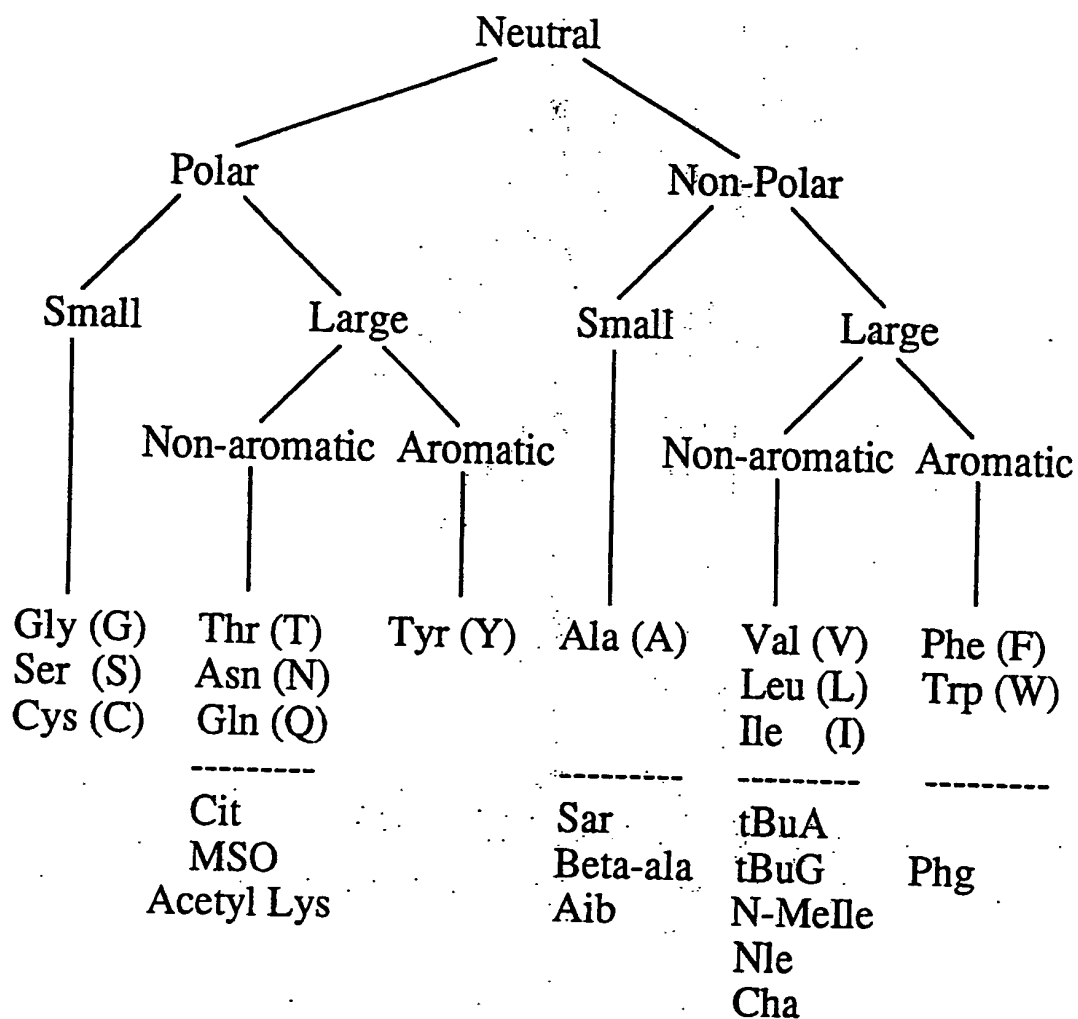 Neutral
Polar Non-Polar
Small Large Small Large
Non-aromatic Aromatic Non-aromatic Aromatic
Gly (G) Thr (T) Tyr (Y) Ala (A) Val (V) Phe (F)
Ser (S) Asn (N) Leu (L) Trp (W)
Cys (C) Gln (Q) Ile (I)
Cit Sar tBuA
MSO Beta-ala tBuG Phg
Acetyl Lys Aib N-MeIle
Nle
Cha